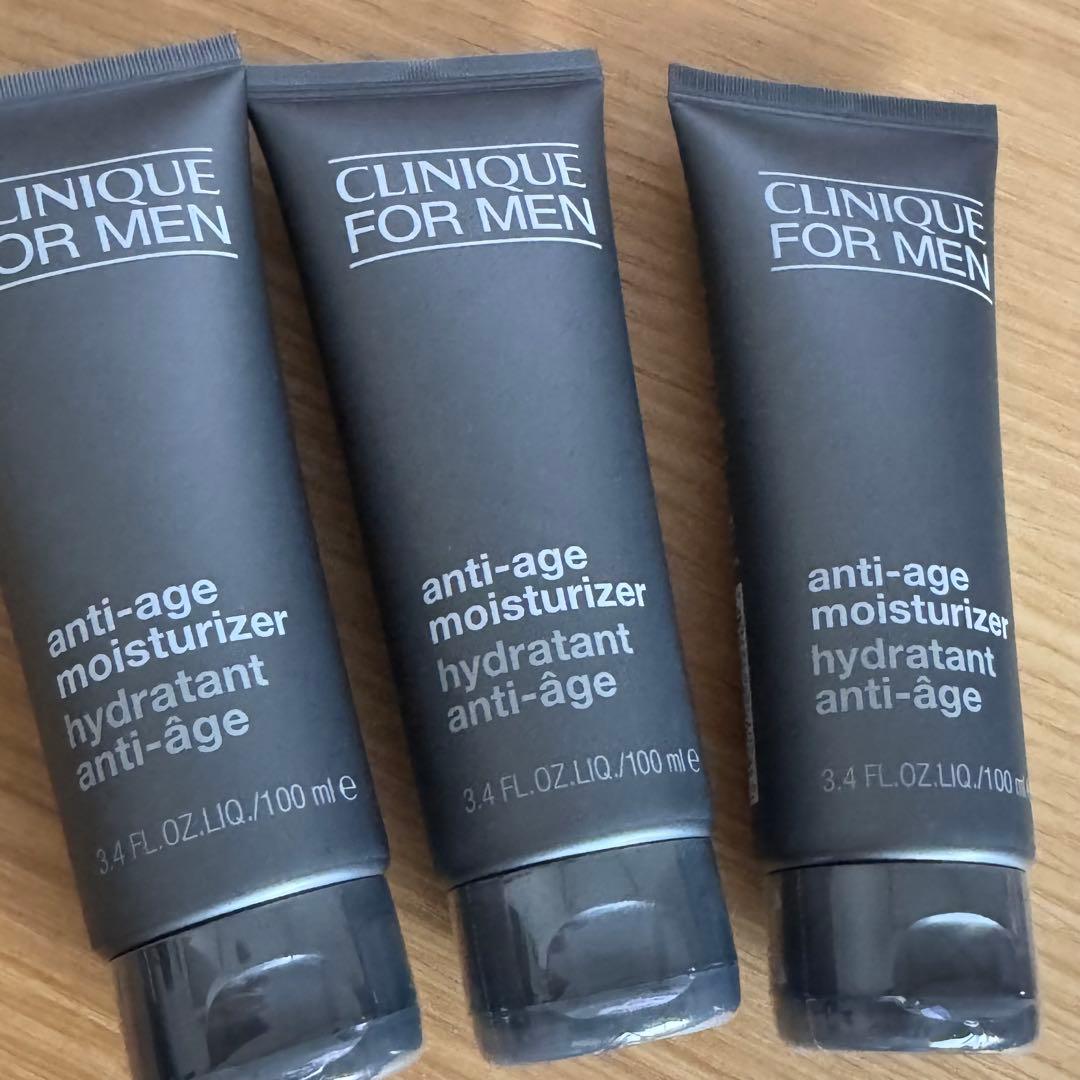 LINIQUE
OR MEN
anti-age
moisturizer
hydratant
anti-âge
3.4 FL.OZ.LIQ./100 ml e
CLINIQUE
FOR MEN
anti-age
moisturizer
hydratant
anti-âge
3.4 FL.OZ.LIQ./100 ml e
CLINIQUE
FOR MEN
anti-age
moisturizer
hydratant
anti-âge
3.4 FL.OZ.LIQ./100 ml